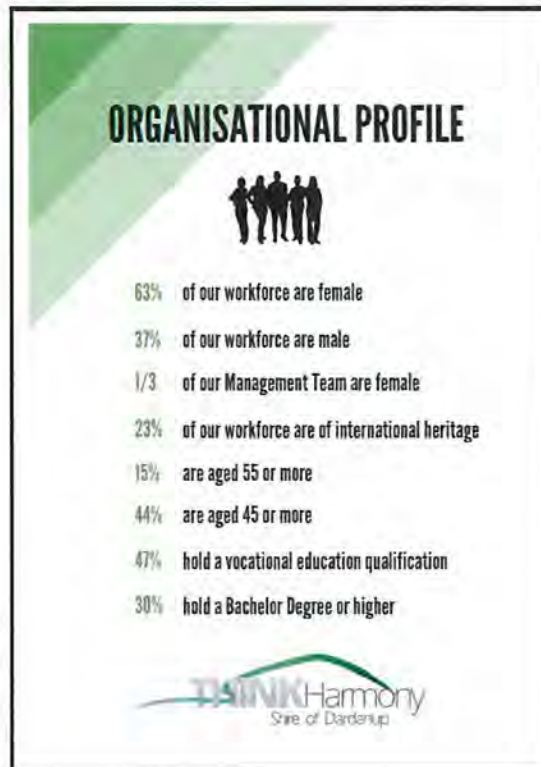 ORGANISATIONAL PROFILE
63% of our workforce are female
37% of our workforce are male
1/3 of our Management Team are female
23% of our workforce are of international heritage
15% are aged 55 or more
44% are aged 45 or more
47% hold a vocational education qualification
30% hold a Bachelor Degree or higher
THINKHarmony
Shire of Dardanup